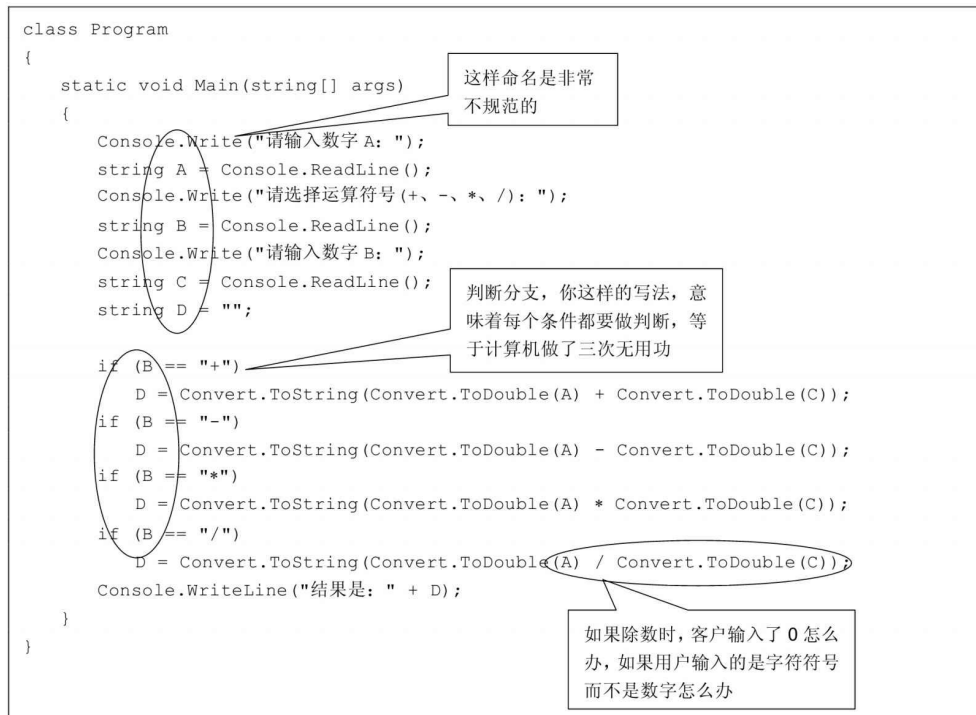 class Program
{
static void Main(string[] args)
{
Console.Write("请输入数字 A：");
string A = Console.ReadLine();
Console.Write("请选择运算符号(+、-、*、/)：");
string B = Console.ReadLine();
Console.Write("请输入数字 B：");
string C = Console.ReadLine();
string D = "";
if (B == "+")
D = Convert.ToString(Convert.ToDouble(A) + Convert.ToDouble(C));
if (B == "-")
D = Convert.ToString(Convert.ToDouble(A) - Convert.ToDouble(C));
if (B == "*")
D = Convert.ToString(Convert.ToDouble(A) * Convert.ToDouble(C));
if (B == "/")
D = Convert.ToString(Convert.ToDouble(A) / Convert.ToDouble(C));
Console.WriteLine("结果是：" + D);
}
}
这样命名是非常
不规范的
判断分支，你这样的写法，意
味着每个条件都要做判断，等
于计算机做了三次无用功
如果除数时，客户输入了 0 怎么
办，如果用户输入的是字符符号
而不是数字怎么办